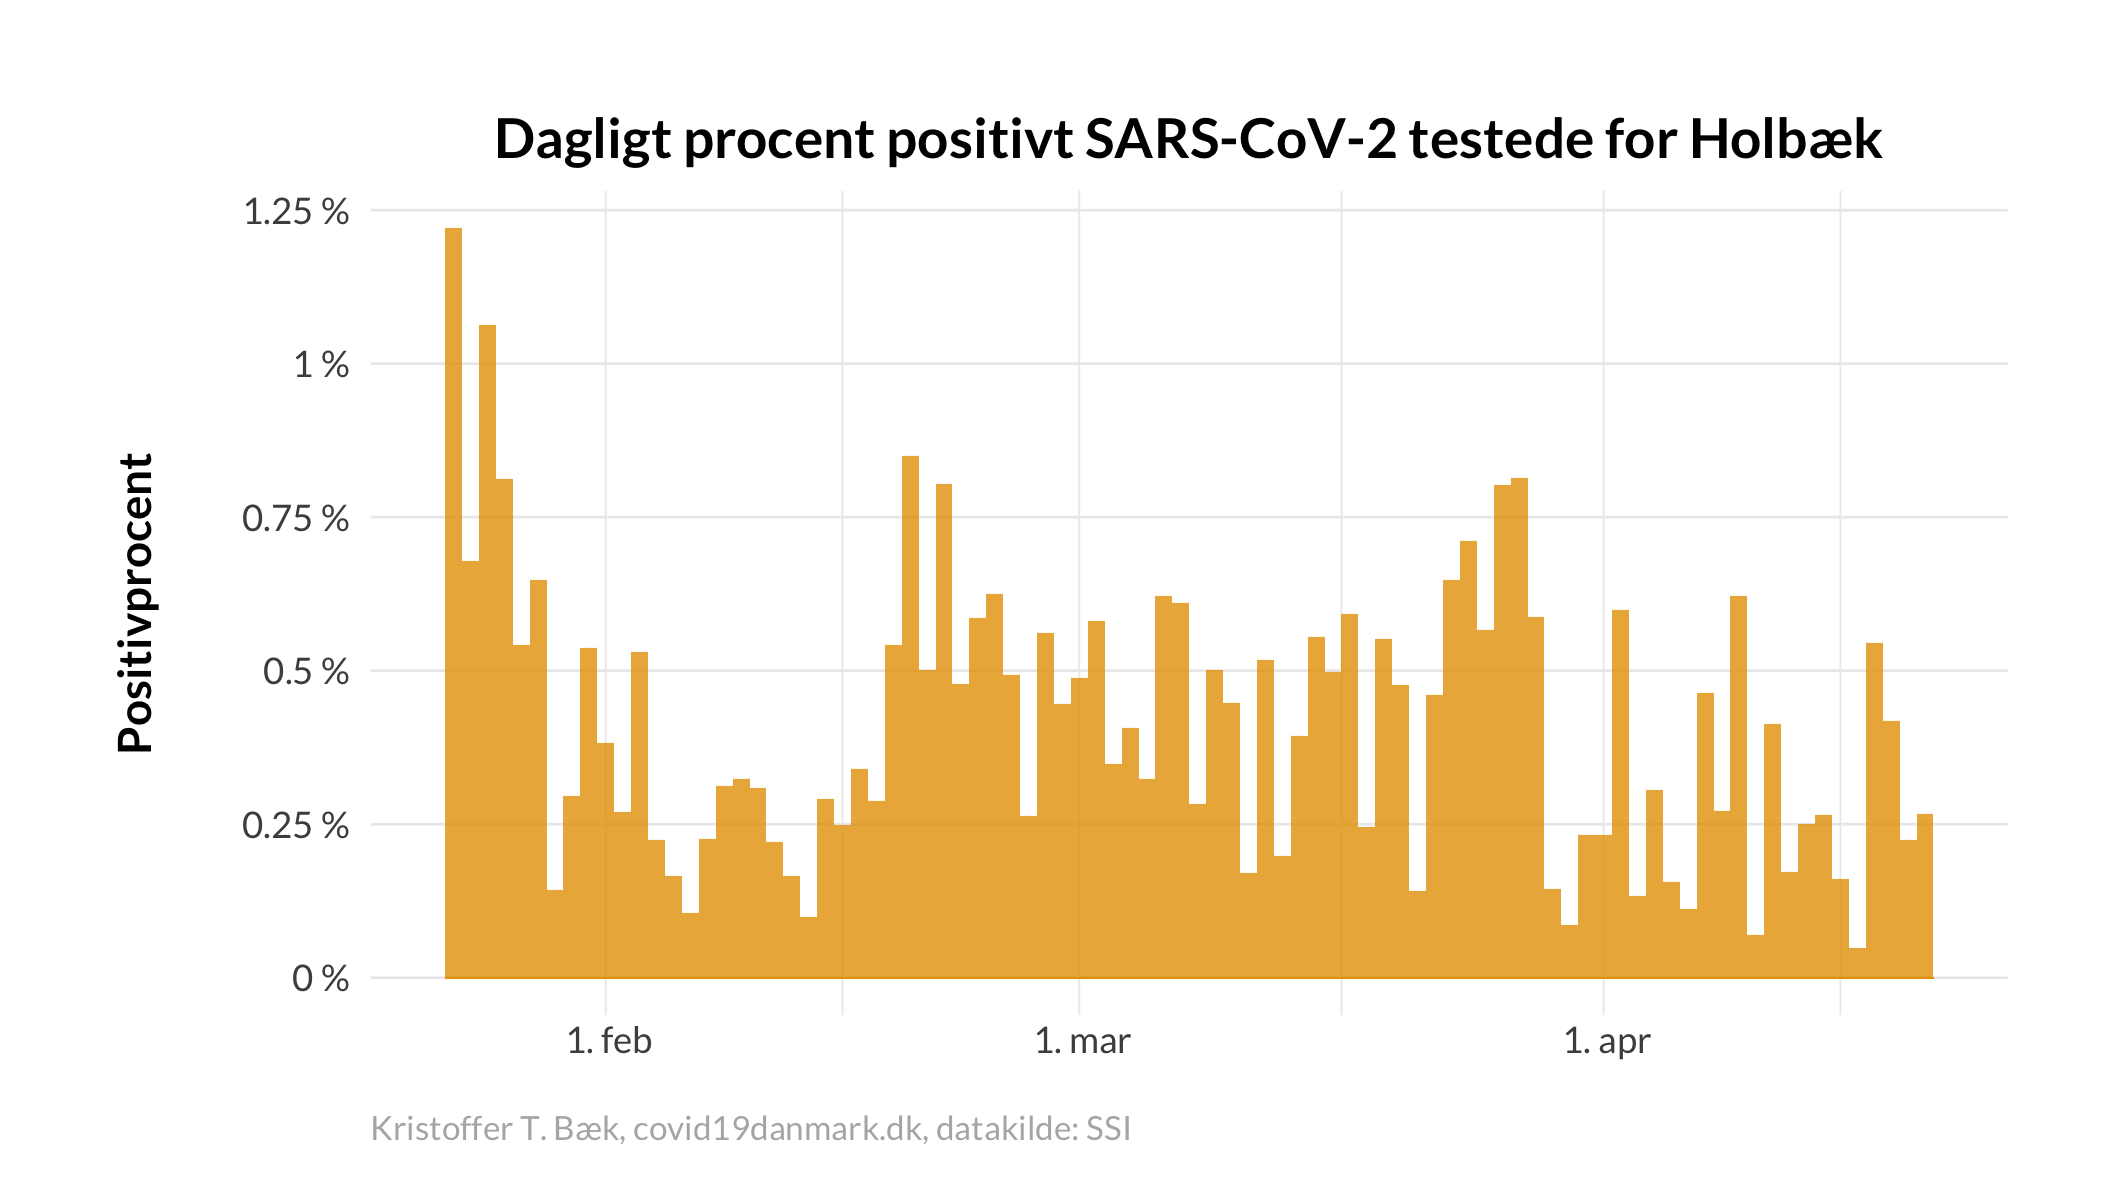 Dagligt procent positivt SARS-CoV-2 testede for Holbæk
Positivprocent
1.25 %
1 %
0.75 %
0.5 %
0.25 %
0 %
1. feb
1. mar
1. apr
Kristoffer T. Bæk, covid19danmark.dk, datakilde: SSI